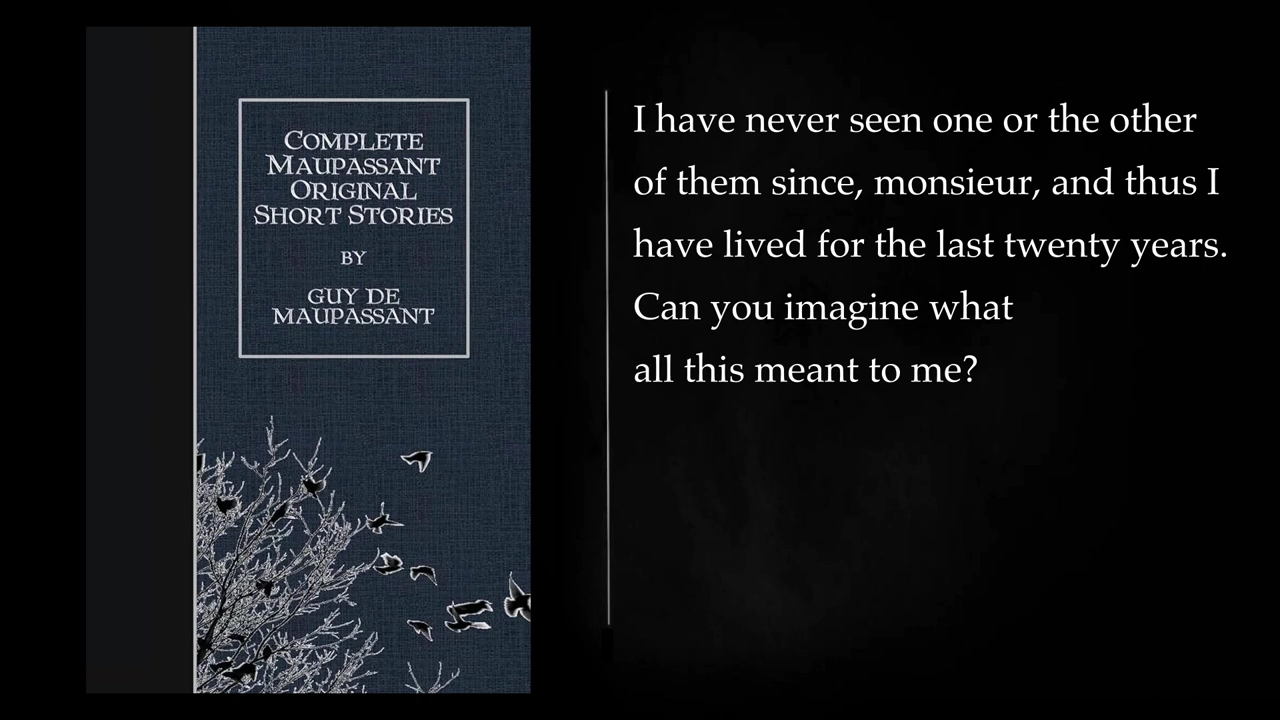 COMPLETE
MAUPASSANT
ORIGINAL
SHORT STORIES
BY
GUY DE
MAUPASSANT
I have never seen one or the other
of them since, monsieur, and thus I
have lived for the last twenty years.
Can you imagine what
all this meant to me?